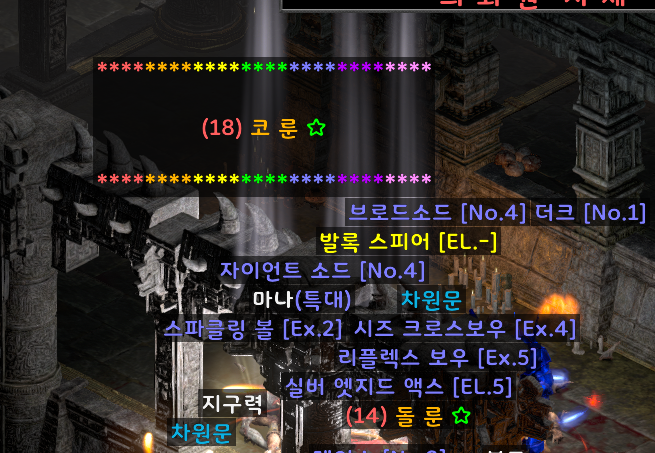 ****************************
(18) 코 룬 ☆
****************************
브로드소드 [No.4] 더크 [No.1]
발록 스피어 [EL.-]
자이언트 소드 [No.4]
마나(특대) 차원문
스파클링 볼 [Ex.2] 시즈 크로스보우 [Ex.4]
리플렉스 보우 [Ex.5]
실버 엣지드 액스 [EL.5]
지구력
(14) 돌 룬 ☆
차원문